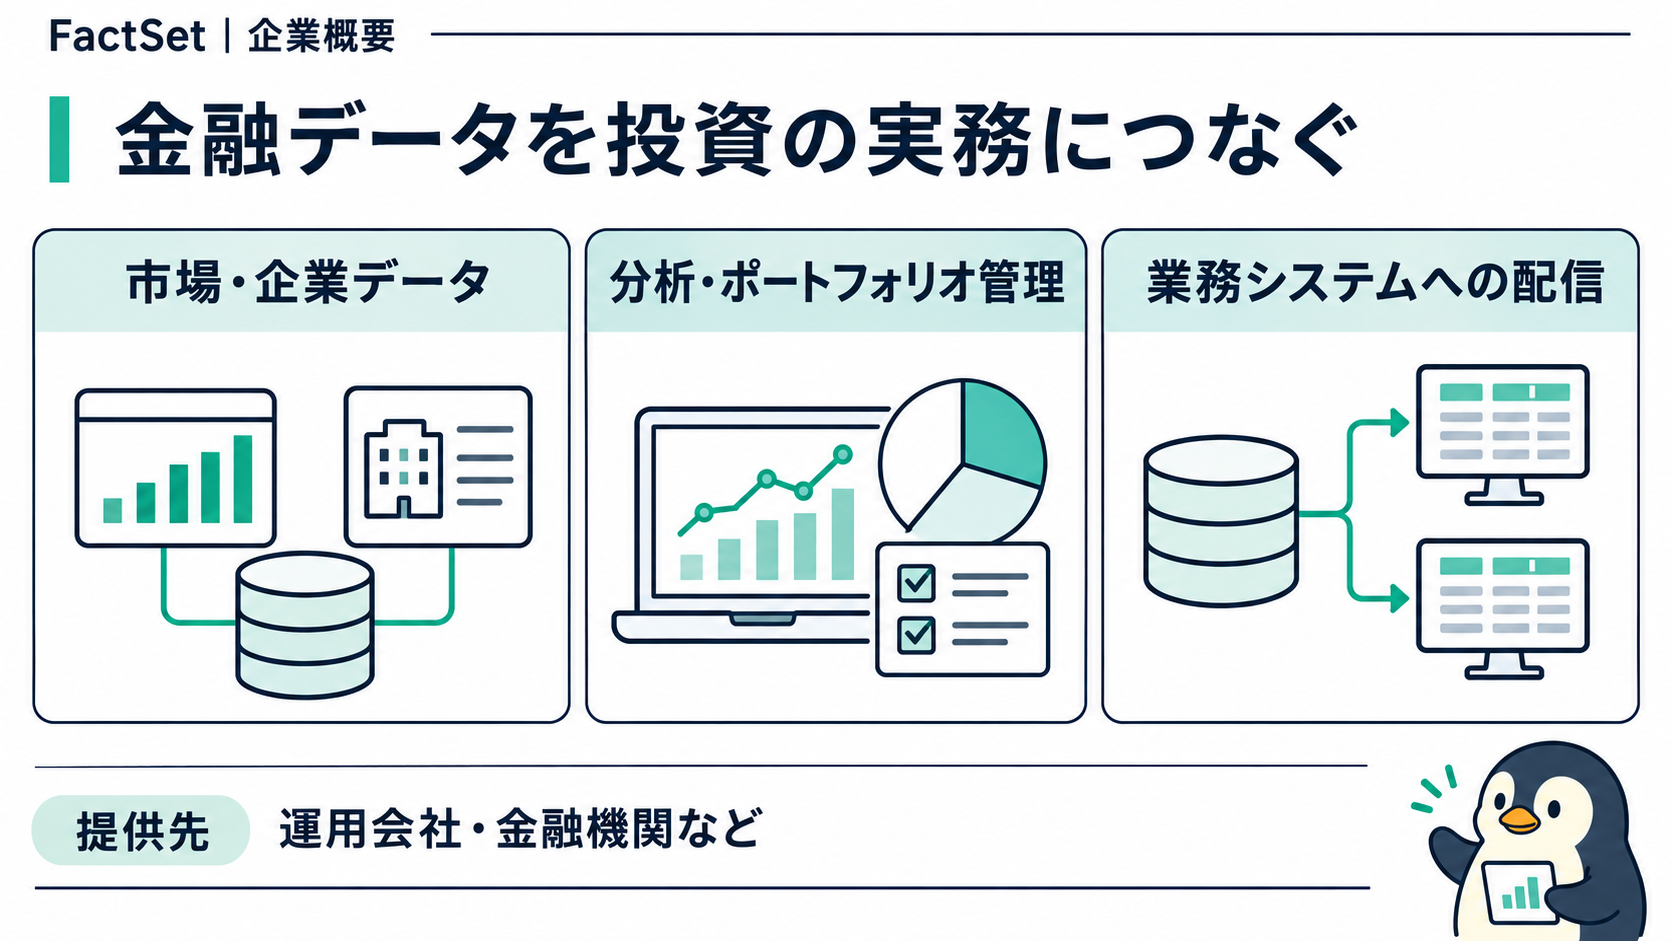 FactSet｜企業概要
金融データを投資の実務につなぐ
市場・企業データ
分析・ポートフォリオ管理
業務システムへの配信
提供先
運用会社・金融機関など